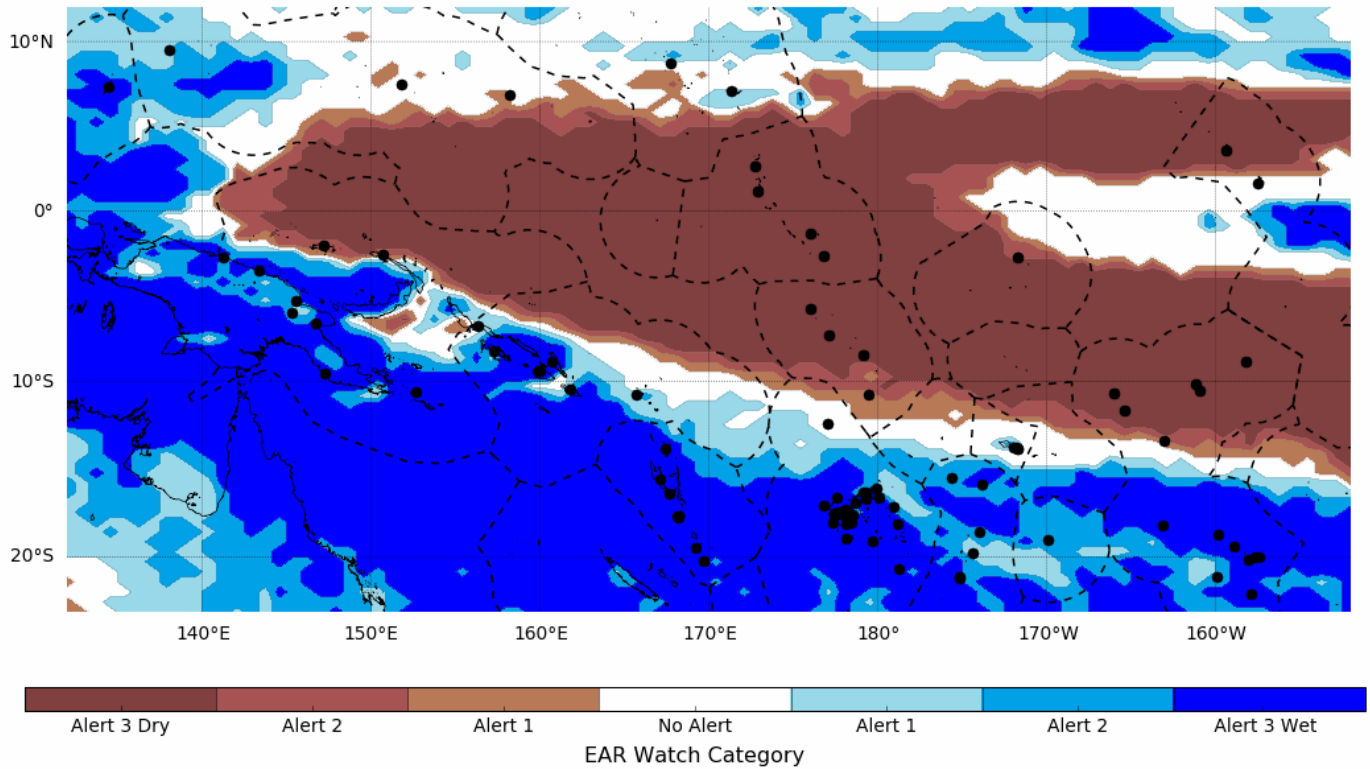 10°N
0°
10°S
20°S
140°E 150°E 160°E 170°E 180° 170°W 160°W
Alert 3 Dry Alert 2 Alert 1 No Alert Alert 1 Alert 2 Alert 3 Wet
EAR Watch Category